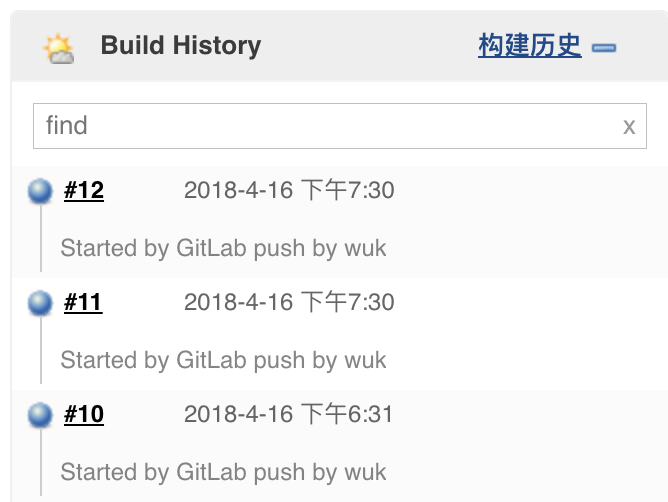 Build History 构建历史
find x
#12 2018-4-16 下午7:30
Started by GitLab push by wuk
#11 2018-4-16 下午7:30
Started by GitLab push by wuk
#10 2018-4-16 下午6:31
Started by GitLab push by wuk